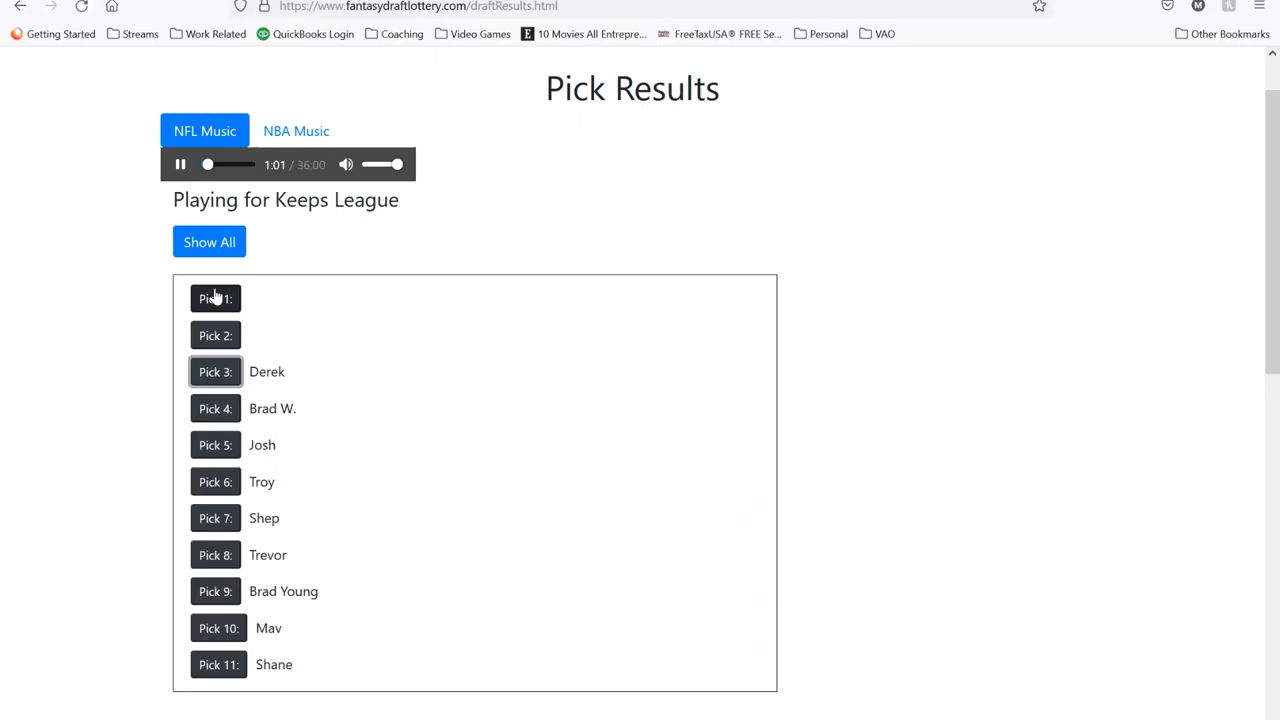 https://www.fantasydraftlottery.com/draftResults.html
M
Getting Started Streams Work Related QuickBooks Login Coaching Video Games E 10 Movies All Entrepre... FreeTaxUSA® FREE Se... Personal VAO Other Bookmarks
Pick Results
NFL Music NBA Music
1:01 / 36:00
Playing for Keeps League
Show All
1:
Pick 2:
Pick 3: Derek
Pick 4: Brad W.
Pick 5: Josh
Pick 6: Troy
Pick 7: Shep
Pick 8: Trevor
Pick 9: Brad Young
Pick 10: Mav
Pick 11: Shane